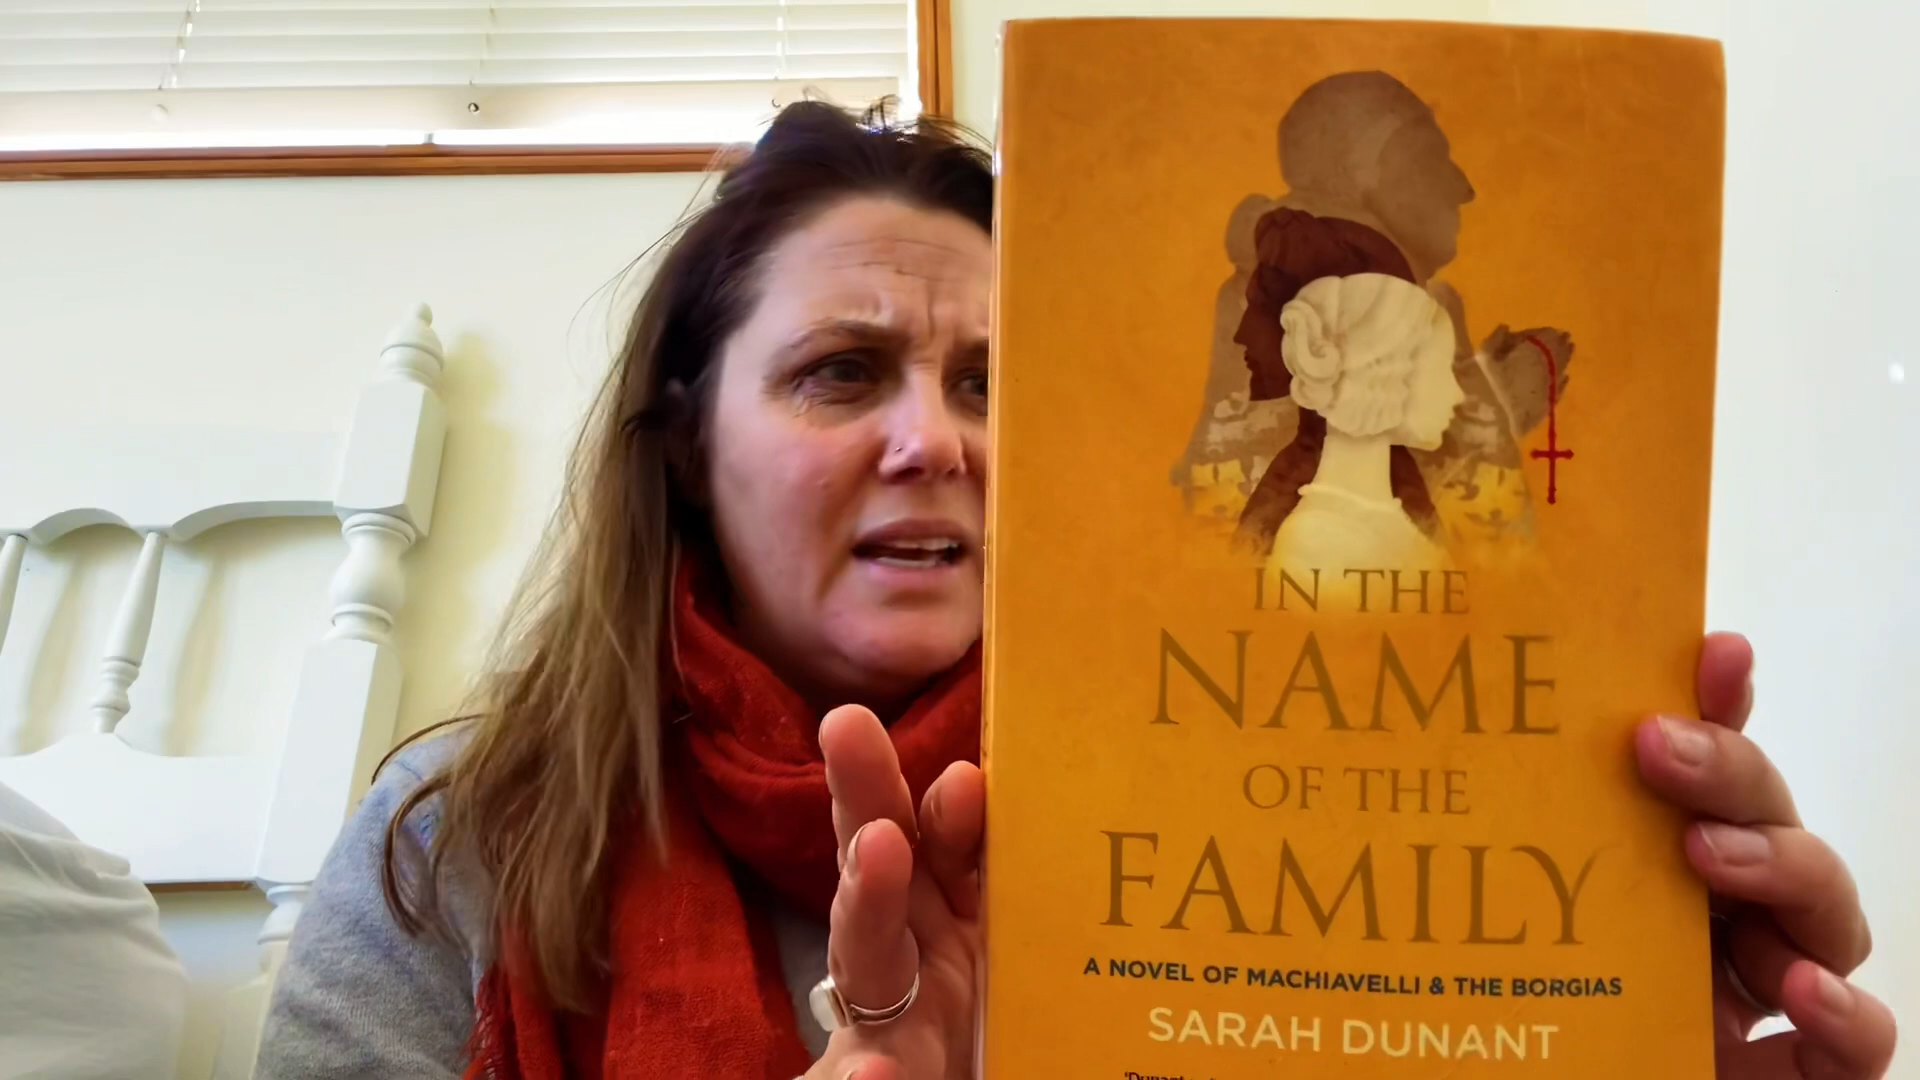 IN THE
NAME
OF THE
FAMILY
A NOVEL OF MACHIAVELLI & THE BORGIAS
SARAH DUNANT